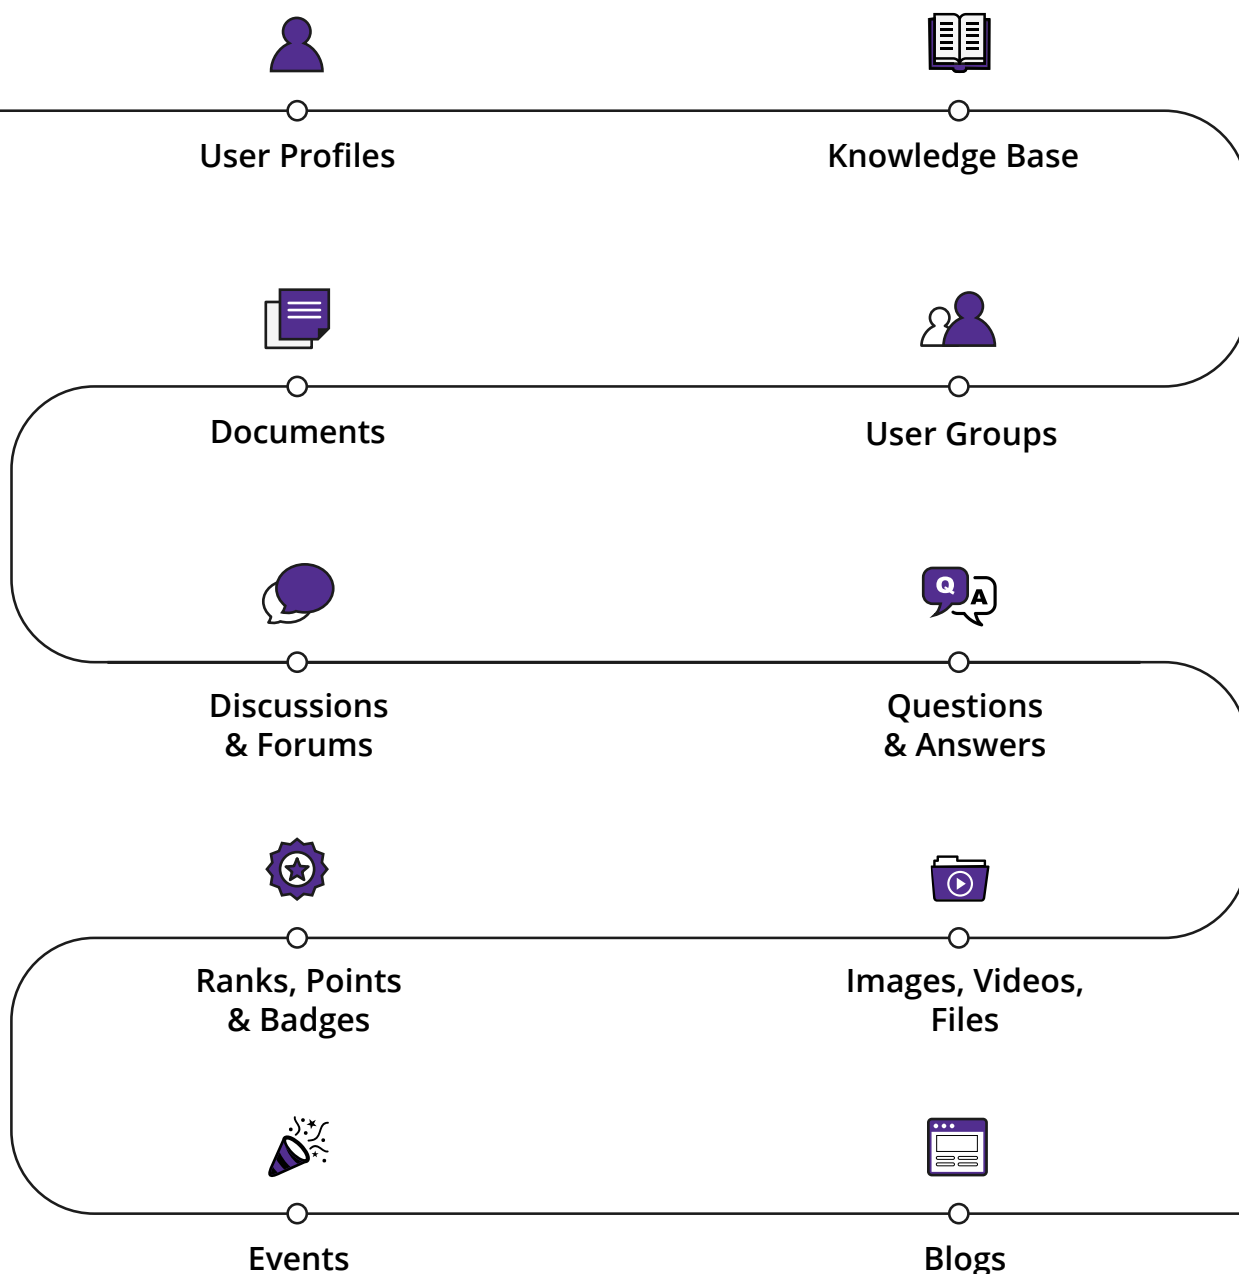 User Profiles
Knowledge Base
Documents
User Groups
Q
A
Discussions
& Forums
Questions
& Answers
Ranks, Points
& Badges
Images, Videos,
Files
Events
Blogs